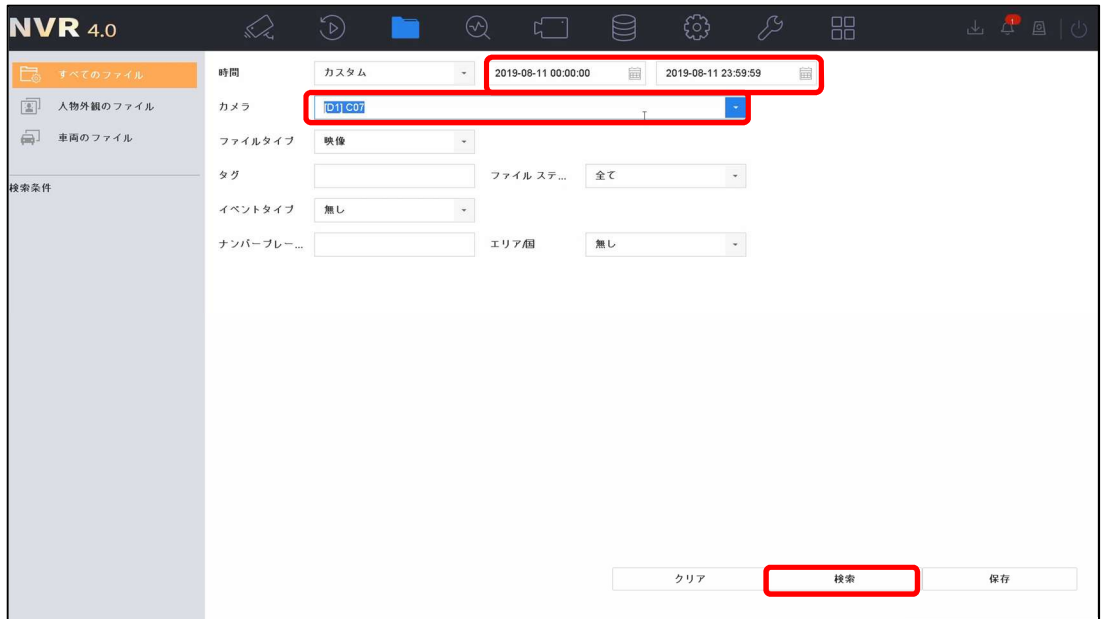 NVR 4.0
1
すべてのファイル
人物外観のファイル
車両のファイル
検索条件
時間 カスタム 2019-08-11 00:00:00 2019-08-11 23:59:59
カメラ [D1] C07
ファイルタイプ 映像
タグ ファイル ステ... 全て
イベントタイプ 無し
ナンバープレー... エリア/国 無し
クリア 検索 保存